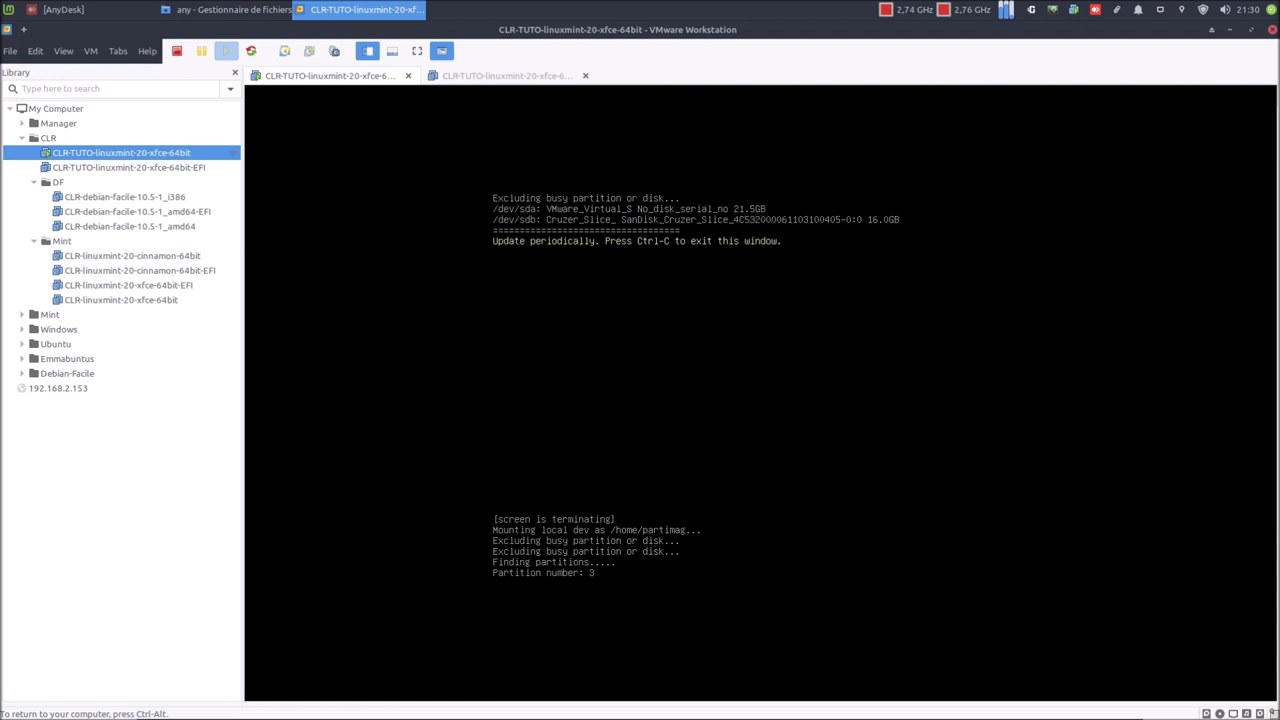 [AnyDesk]
any - Gestionnaire de fichiers
CLR-TUTO-linuxmint-20-xf...
2,74 GHz
2,76 GHz
21:30
CLR-TUTO-linuxmint-20-xfce-64bit - VMware Workstation
File Edit View VM Tabs Help
Library
CLR-TUTO-linuxmint-20-xfce-6...
CLR-TUTO-linuxmint-20-xfce-6...
Type here to search
My Computer
Manager
CLR
CLR-TUTO-linuxmint-20-xfce-64bit
CLR-TUTO-linuxmint-20-xfce-64bit-EFI
DF
CLR-debian-facile-10.5-1_i386
CLR-debian-facile-10.5-1_amd64-EFI
CLR-debian-facile-10.5-1_amd64
Mint
CLR-linuxmint-20-cinnamon-64bit
CLR-linuxmint-20-cinnamon-64bit-EFI
CLR-linuxmint-20-xfce-64bit-EFI
CLR-linuxmint-20-xfce-64bit
Mint
Windows
Ubuntu
Emmabuntus
Debian-Facile
192.168.2.153
Excluding busy partition or disk...
/dev/sda: VMware_Virtual_S No_disk_serial_no 21.5GB
/dev/sdb: Cruzer_Slice_ SanDisk_Cruzer_Slice_4C532000061103100405-0:0 16.0GB
===================================
Update periodically. Press Ctrl-C to exit this window.
[screen is terminating]
Mounting local dev as /home/partimag...
Excluding busy partition or disk...
Excluding busy partition or disk...
Finding partitions.....
Partition number: 3
To return to your computer, press Ctrl-Alt.